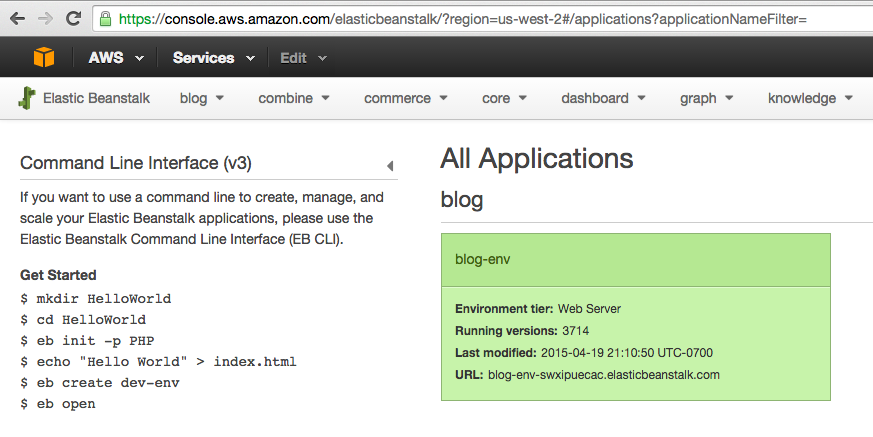 https://console.aws.amazon.com/elasticbeanstalk/?region=us-west-2#/applications?applicationNameFilter=
AWS Services Edit
Elastic Beanstalk blog combine commerce core dashboard graph knowledge
Command Line Interface (v3)
If you want to use a command line to create, manage, and
scale your Elastic Beanstalk applications, please use the
Elastic Beanstalk Command Line Interface (EB CLI).
Get Started
$ mkdir HelloWorld
$ cd HelloWorld
$ eb init -p PHP
$ echo "Hello World" > index.html
$ eb create dev-env
$ eb open
All Applications
blog
blog-env
Environment tier: Web Server
Running versions: 3714
Last modified: 2015-04-19 21:10:50 UTC-0700
URL: blog-env-swxipuecac.elasticbeanstalk.com